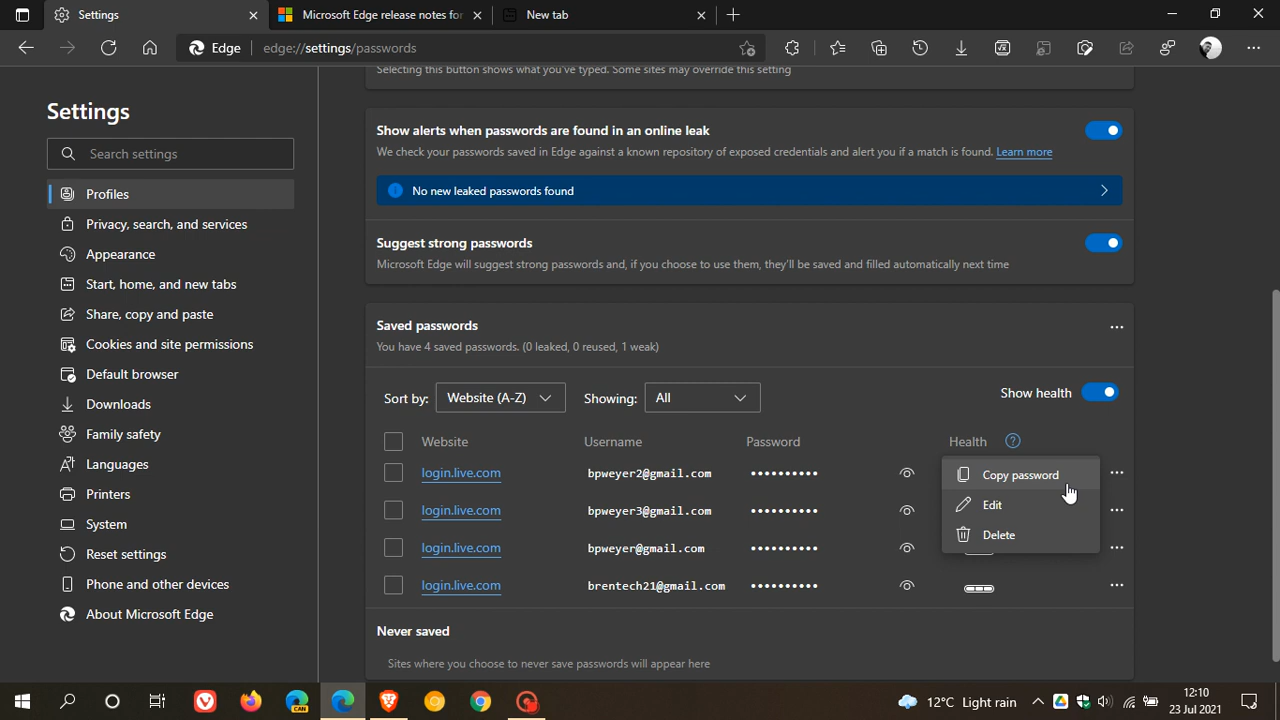 Settings
Microsoft Edge release notes for
New tab
Edge
edge://settings/passwords
Selecting this button shows what you've typed. Some sites may override this setting
Settings
Search settings
Profiles
Privacy, search, and services
Appearance
Start, home, and new tabs
Share, copy and paste
Cookies and site permissions
Default browser
Downloads
Family safety
Languages
Printers
System
Reset settings
Phone and other devices
About Microsoft Edge
Show alerts when passwords are found in an online leak
We check your passwords saved in Edge against a known repository of exposed credentials and alert you if a match is found. Learn more
No new leaked passwords found
Suggest strong passwords
Microsoft Edge will suggest strong passwords and, if you choose to use them, they'll be saved and filled automatically next time
Saved passwords
You have 4 saved passwords. (0 leaked, 0 reused, 1 weak)
Sort by: Website (A-Z) Showing: All Show health
Website Username Password Health
login.live.com bpweyer2@gmail.com ••••••••••
login.live.com bpweyer3@gmail.com ••••••••••
login.live.com bpweyer@gmail.com ••••••••••
login.live.com brentech21@gmail.com ••••••••••
Copy password
Edit
Delete
Never saved
Sites where you choose to never save passwords will appear here
CAN
12°C Light rain
12:10
23 Jul 2021